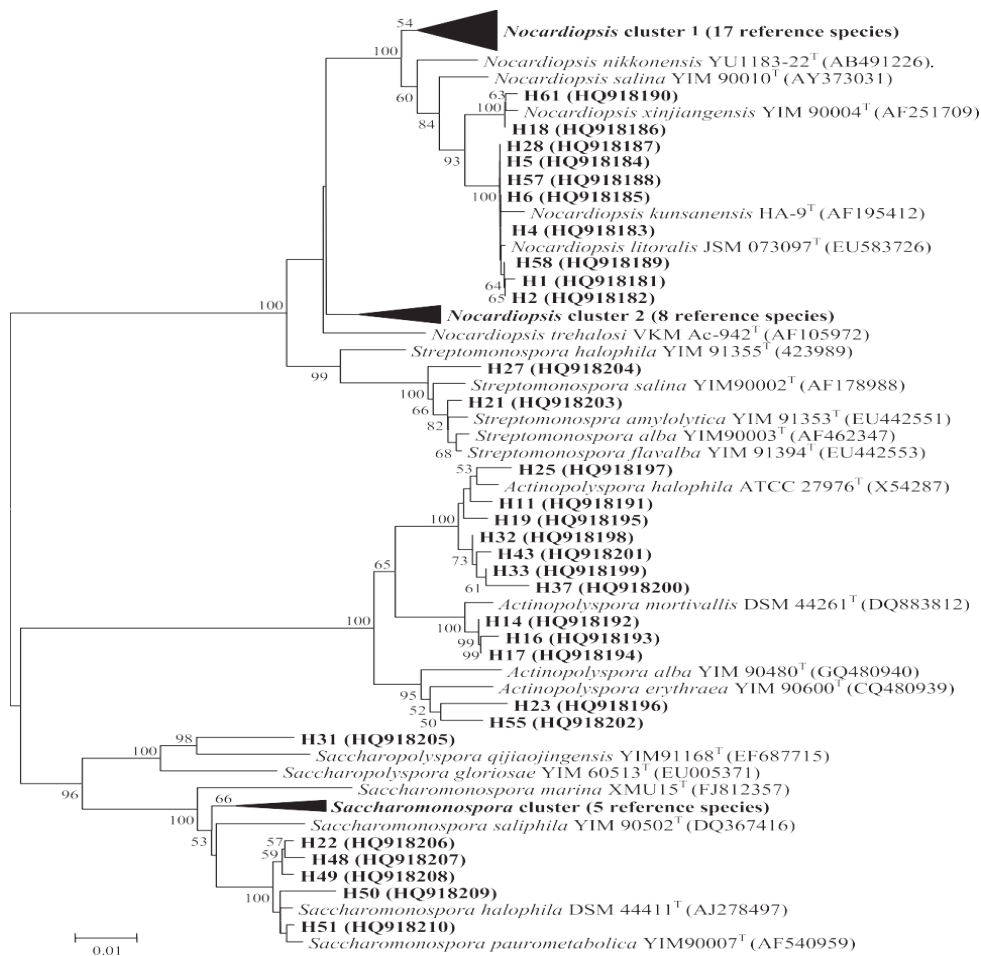 54
Nocardiopsis cluster 1 (17 reference species)
100
Nocardiopsis nikkonensis YU1183-22T (AB491226).
Nocardiopsis salina YIM 90010T (AY373031)
60
63 H61 (HQ918190)
100
Nocardiopsis xinjiangensis YIM 90004T (AF251709)
84
H18 (HQ918186)
H28 (HQ918187)
93
H5 (HQ918184)
H57 (HQ918188)
100
H6 (HQ918185)
Nocardiopsis kunsanensis HA-9T (AF195412)
H4 (HQ918183)
Nocardiopsis litoralis JSM 073097T (EU583726)
H58 (HQ918189)
64
H1 (HQ918181)
65
H2 (HQ918182)
100
Nocardiopsis cluster 2 (8 reference species)
Nocardiopsis trehalosi VKM Ac-942T (AF105972)
Streptomonospora halophila YIM 91355T (423989)
99
H27 (HQ918204)
100
Streptomonospora salina YIM90002T (AF178988)
66
H21 (HQ918203)
82
Streptomonospra amylolytica YIM 91353T (EU442551)
Streptomonospora alba YIM90003T (AF462347)
68
Streptomonospora flavalba YIM 91394T (EU442553)
53
H25 (HQ918197)
Actinopolyspora halophila ATCC 27976T (X54287)
H11 (HQ918191)
100
H19 (HQ918195)
H32 (HQ918198)
73
H43 (HQ918201)
65
H33 (HQ918199)
61
H37 (HQ918200)
Actinopolyspora mortivallis DSM 44261T (DQ883812)
100
H14 (HQ918192)
100
99
H16 (HQ918193)
99
H17 (HQ918194)
Actinopolyspora alba YIM 90480T (GQ480940)
95
Actinopolyspora erythraea YIM 90600T (CQ480939)
52
H23 (HQ918196)
50
H55 (HQ918202)
98
H31 (HQ918205)
100
Saccharopolyspora qijiaojingensis YIM91168T (EF687715)
Saccharopolyspora gloriosae YIM 60513T (EU005371)
96
Saccharomonospora marina XMU15T (FJ812357)
66
Saccharomonospora cluster (5 reference species)
100
Saccharomonospora saliphila YIM 90502T (DQ367416)
53
57
H22 (HQ918206)
59
H48 (HQ918207)
H49 (HQ918208)
100
H50 (HQ918209)
Saccharomonospora halophila DSM 44411T (AJ278497)
H51 (HQ918210)
Saccharomonospora paurometabolica YIM90007T (AF540959)
0.01